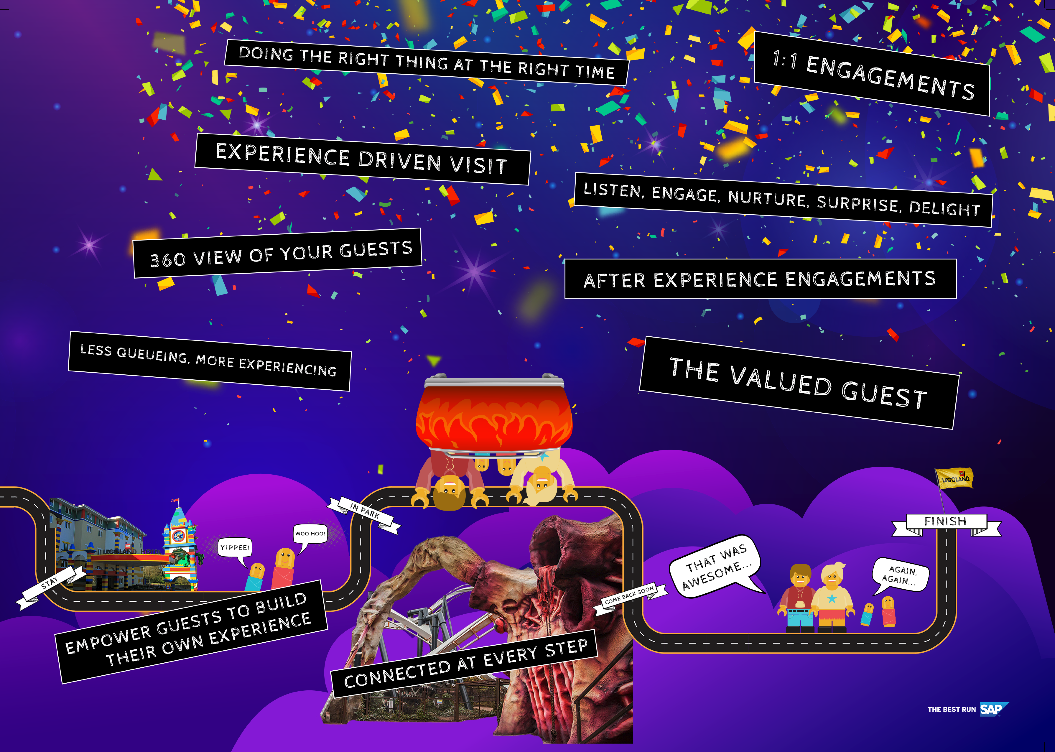 DOING THE RIGHT THING AT THE RIGHT TIME
1:1 ENGAGEMENTS
EXPERIENCE DRIVEN VISIT
LISTEN, ENGAGE, NURTURE, SURPRISE, DELIGHT
360 VIEW OF YOUR GUESTS
AFTER EXPERIENCE ENGAGEMENTS
LESS QUEUEING, MORE EXPERIENCING
THE VALUED GUEST
LEGOLAND
IN PARK
FINISH
YIPPEE!
WOO HOO!
STAY
THAT WAS
AWESOME...
AGAIN
AGAIN...
COME BACK SOON
EMPOWER GUESTS TO BUILD
THEIR OWN EXPERIENCE
CONNECTED AT EVERY STEP
THE BEST RUN SAP